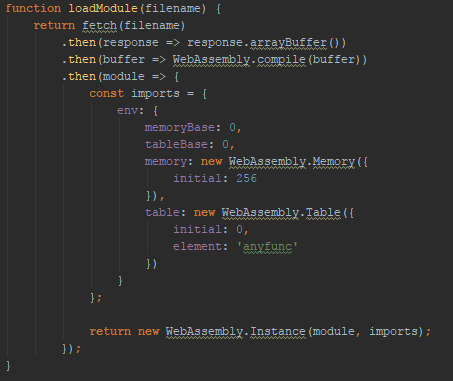 function loadModule(filename) {
    return fetch(filename)
        .then(response => response.arrayBuffer())
        .then(buffer => WebAssembly.compile(buffer))
        .then(module => {
            const imports = {
                env: {
                    memoryBase: 0,
                    tableBase: 0,
                    memory: new WebAssembly.Memory({
                        initial: 256
                    }),
                    table: new WebAssembly.Table({
                        initial: 0,
                        element: 'anyfunc'
                    })
                }
            };

            return new WebAssembly.Instance(module, imports);
        });
}